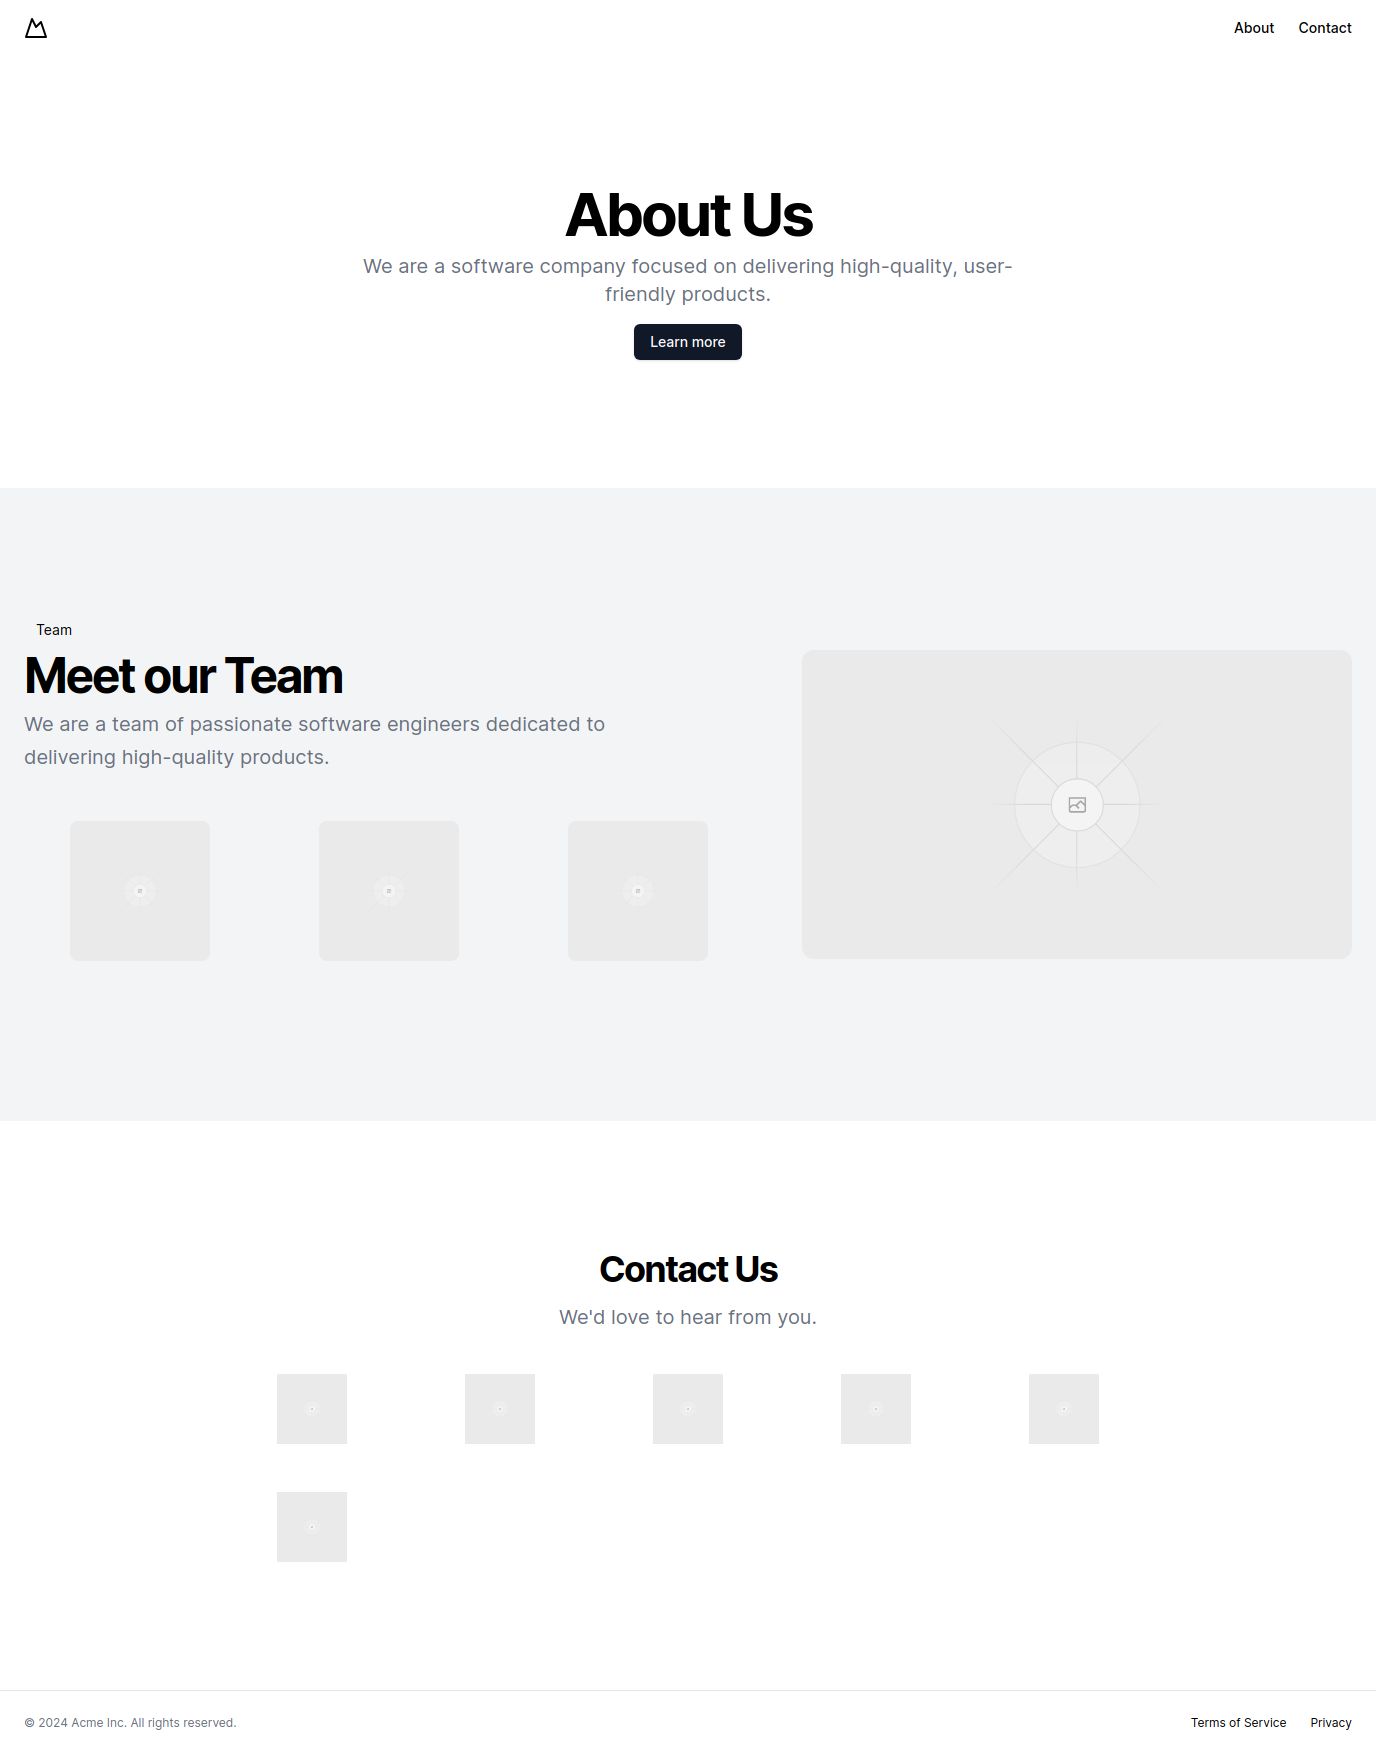 About Contact
About Us
We are a software company focused on delivering high-quality, user-
friendly products.
Learn more
Team
Meet our Team
We are a team of passionate software engineers dedicated to
delivering high-quality products.
Contact Us
We'd love to hear from you.
© 2024 Acme Inc. All rights reserved.
Terms of Service Privacy